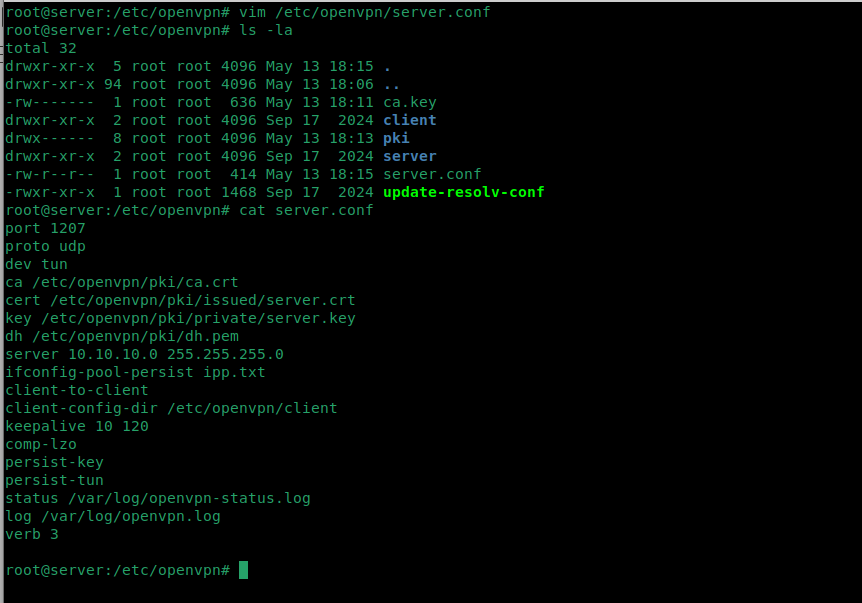 root@server:/etc/openvpn# vim /etc/openvpn/server.conf
root@server:/etc/openvpn# ls -la
total 32
drwxr-xr-x  5 root root 4096 May 13 18:15 .
drwxr-xr-x 94 root root 4096 May 13 18:06 ..
-rw-------  1 root root  636 May 13 18:11 ca.key
drwxr-xr-x  2 root root 4096 Sep 17  2024 client
drwx------  8 root root 4096 May 13 18:13 pki
drwxr-xr-x  2 root root 4096 Sep 17  2024 server
-rw-r--r--  1 root root  414 May 13 18:15 server.conf
-rwxr-xr-x  1 root root 1468 Sep 17  2024 update-resolv-conf
root@server:/etc/openvpn# cat server.conf
port 1207
proto udp
dev tun
ca /etc/openvpn/pki/ca.crt
cert /etc/openvpn/pki/issued/server.crt
key /etc/openvpn/pki/private/server.key
dh /etc/openvpn/pki/dh.pem
server 10.10.10.0 255.255.255.0
ifconfig-pool-persist ipp.txt
client-to-client
client-config-dir /etc/openvpn/client
keepalive 10 120
comp-lzo
persist-key
persist-tun
status /var/log/openvpn-status.log
log /var/log/openvpn.log
verb 3
root@server:/etc/openvpn#